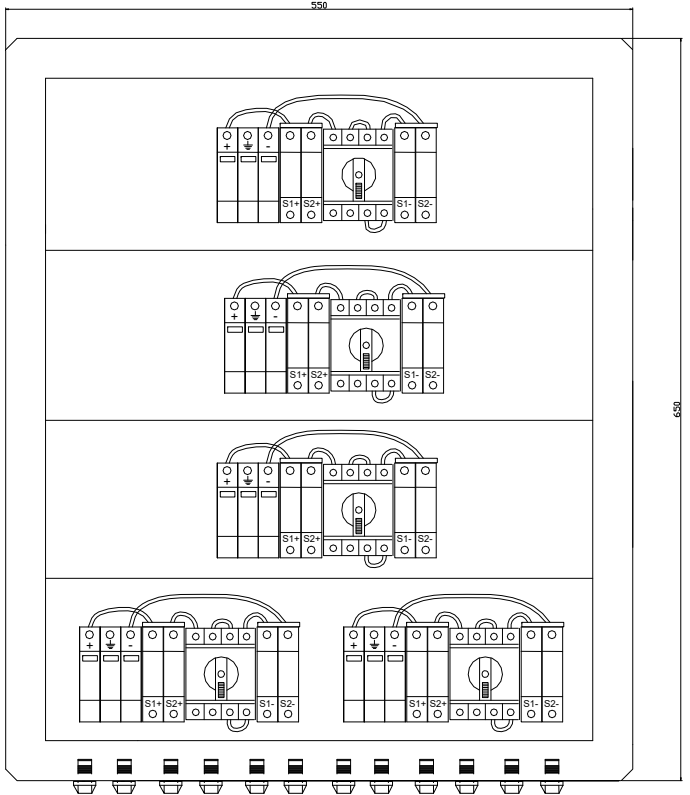 550
+ ⏚ -
S1+ S2+ S1- S2-
650
+ ⏚ -
S1+ S2+ S1- S2-
+ ⏚ -
S1+ S2+ S1- S2-
+ ⏚ - + ⏚ -
S1+ S2+ S1- S2- S1+ S2+ S1- S2-